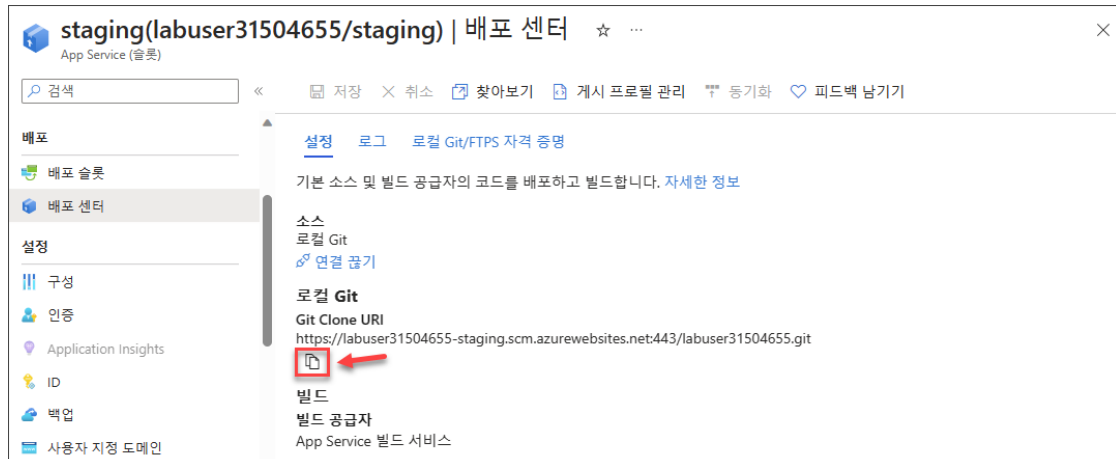 staging(labuser31504655/staging) | 배포 센터
App Service (슬롯)
검색
저장 취소 찾아보기 게시 프로필 관리 동기화 피드백 남기기
배포
배포 슬롯
배포 센터
설정
구성
인증
Application Insights
ID
백업
사용자 지정 도메인
설정 로그 로컬 Git/FTPS 자격 증명
기본 소스 및 빌드 공급자의 코드를 배포하고 빌드합니다. 자세한 정보
소스
로컬 Git
연결 끊기
로컬 Git
Git Clone URI
https://labuser31504655-staging.scm.azurewebsites.net:443/labuser31504655.git
빌드
빌드 공급자
App Service 빌드 서비스